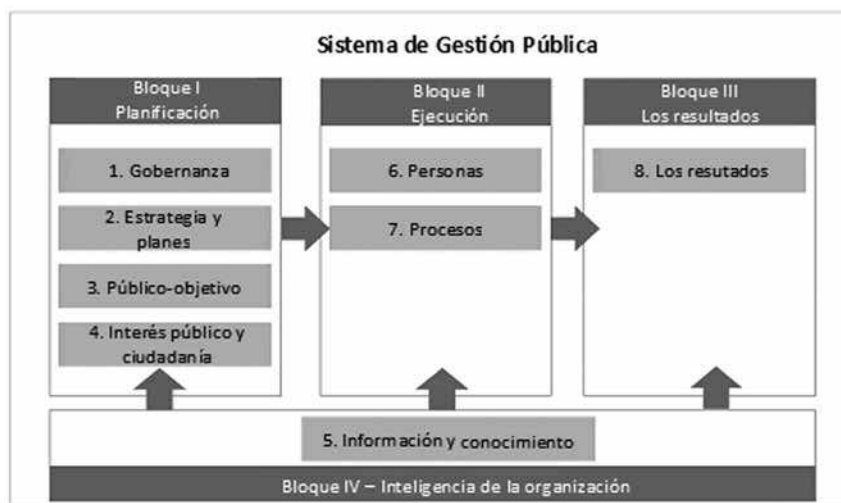 Sistema de Gestión Pública
Bloque I
Planificación
1. Gobernanza
2. Estrategia y
planes
3. Público-objetivo
4. Interés público y
ciudadanía
Bloque II
Ejecución
6. Personas
7. Procesos
Bloque III
Los resultados
8. Los resutados
5. Información y conocimiento
Bloque IV – Inteligencia de la organización